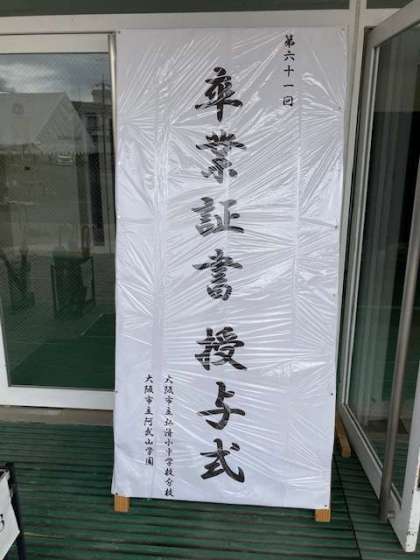 第六十一回
卒業証書授与式
大阪市立弘済小中学校分校
大阪市立阿武山学園